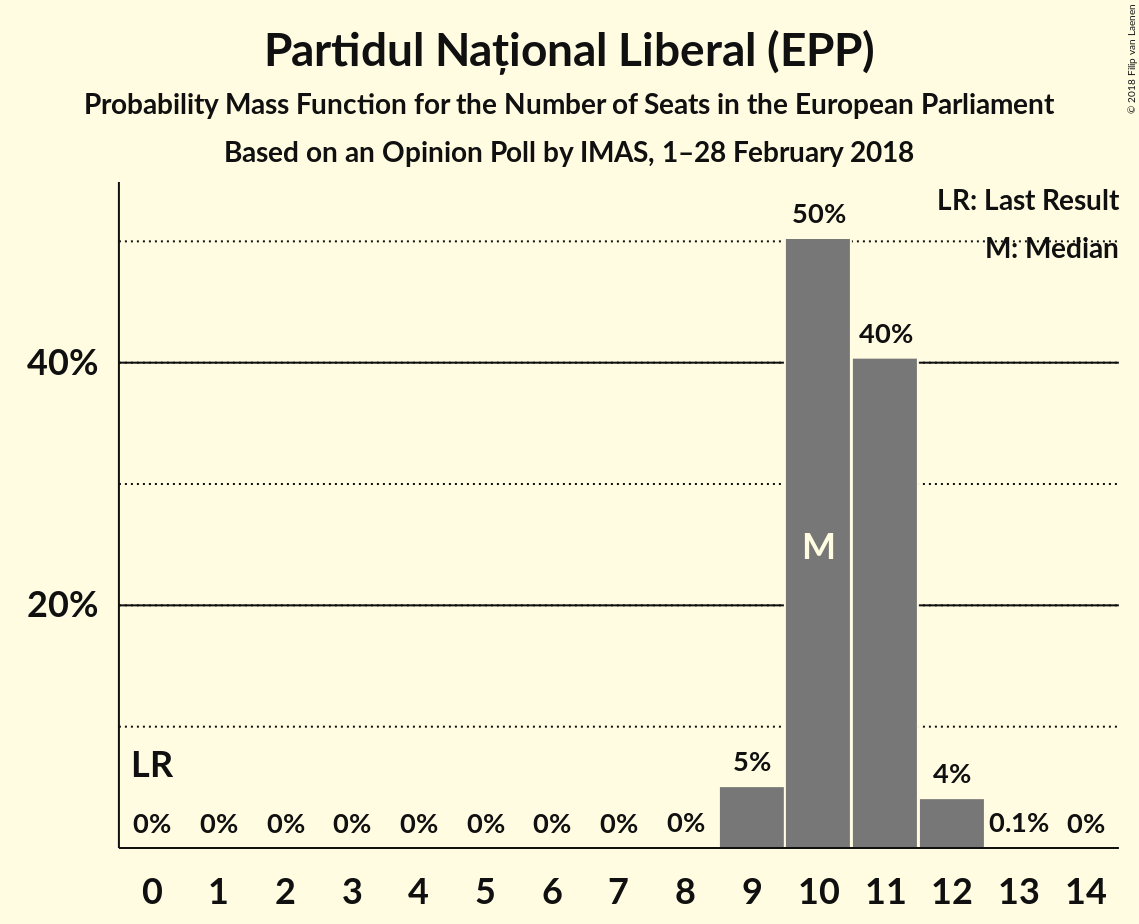 Partidul Național Liberal (EPP)
Probability Mass Function for the Number of Seats in the European Parliament
Based on an Opinion Poll by IMAS, 1–28 February 2018
© 2018 Filip van Laenen
LR: Last Result
M: Median
50%
40%
40%
M
20%
LR
5%
4%
0% 0% 0% 0% 0% 0% 0% 0% 0% 0.1% 0%
0 1 2 3 4 5 6 7 8 9 10 11 12 13 14